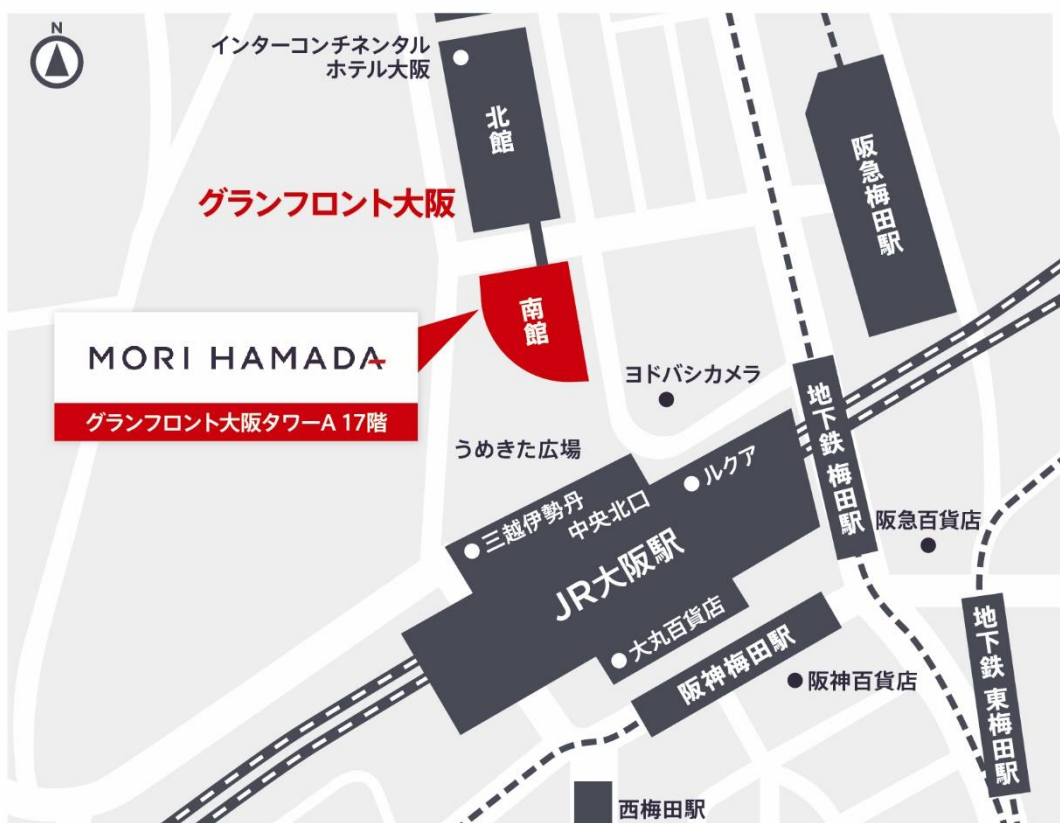 N
インターコンチネンタル
ホテル大阪
北館
阪急梅田駅
グランフロント大阪
南館
MORI HAMADA
グランフロント大阪タワーA 17階
ヨドバシカメラ
うめきた広場
地下鉄 梅田駅
ルクア
三越伊勢丹
中央北口
JR大阪駅
阪急百貨店
大丸百貨店
阪神梅田駅
阪神百貨店
地下鉄 東梅田駅
西梅田駅